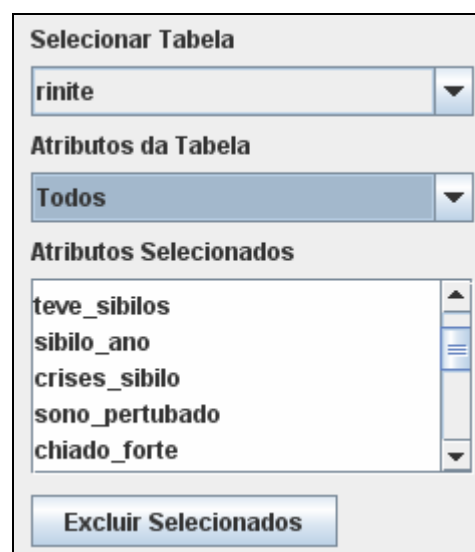 Selecionar Tabela
rinite
Atributos da Tabela
Todos
Atributos Selecionados
teve_sibilos
sibilo_ano
crises_sibilo
sono_pertubado
chiado_forte
Excluir Selecionados